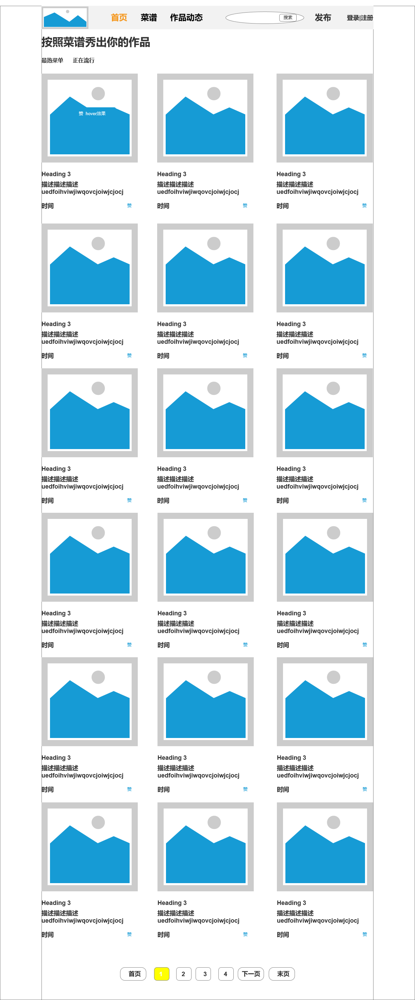 首页 菜谱 作品动态 搜索 发布 登录|注册
按照菜谱秀出你的作品
最热菜单 正在流行
赞 hover效果
Heading 3 Heading 3 Heading 3
描述描述描述 描述描述描述 描述描述描述
uedfoihviwjiwqovcjoiwjcjocj uedfoihviwjiwqovcjoiwjcjocj uedfoihviwjiwqovcjoiwjcjocj
时间 赞 时间 赞 时间 赞
Heading 3 Heading 3 Heading 3
描述描述描述 描述描述描述 描述描述描述
uedfoihviwjiwqovcjoiwjcjocj uedfoihviwjiwqovcjoiwjcjocj uedfoihviwjiwqovcjoiwjcjocj
时间 赞 时间 赞 时间 赞
Heading 3 Heading 3 Heading 3
描述描述描述 描述描述描述 描述描述描述
uedfoihviwjiwqovcjoiwjcjocj uedfoihviwjiwqovcjoiwjcjocj uedfoihviwjiwqovcjoiwjcjocj
时间 赞 时间 赞 时间 赞
Heading 3 Heading 3 Heading 3
描述描述描述 描述描述描述 描述描述描述
uedfoihviwjiwqovcjoiwjcjocj uedfoihviwjiwqovcjoiwjcjocj uedfoihviwjiwqovcjoiwjcjocj
时间 赞 时间 赞 时间 赞
Heading 3 Heading 3 Heading 3
描述描述描述 描述描述描述 描述描述描述
uedfoihviwjiwqovcjoiwjcjocj uedfoihviwjiwqovcjoiwjcjocj uedfoihviwjiwqovcjoiwjcjocj
时间 赞 时间 赞 时间 赞
Heading 3 Heading 3 Heading 3
描述描述描述 描述描述描述 描述描述描述
uedfoihviwjiwqovcjoiwjcjocj uedfoihviwjiwqovcjoiwjcjocj uedfoihviwjiwqovcjoiwjcjocj
时间 赞 时间 赞 时间 赞
首页 1 2 3 4 下一页 末页